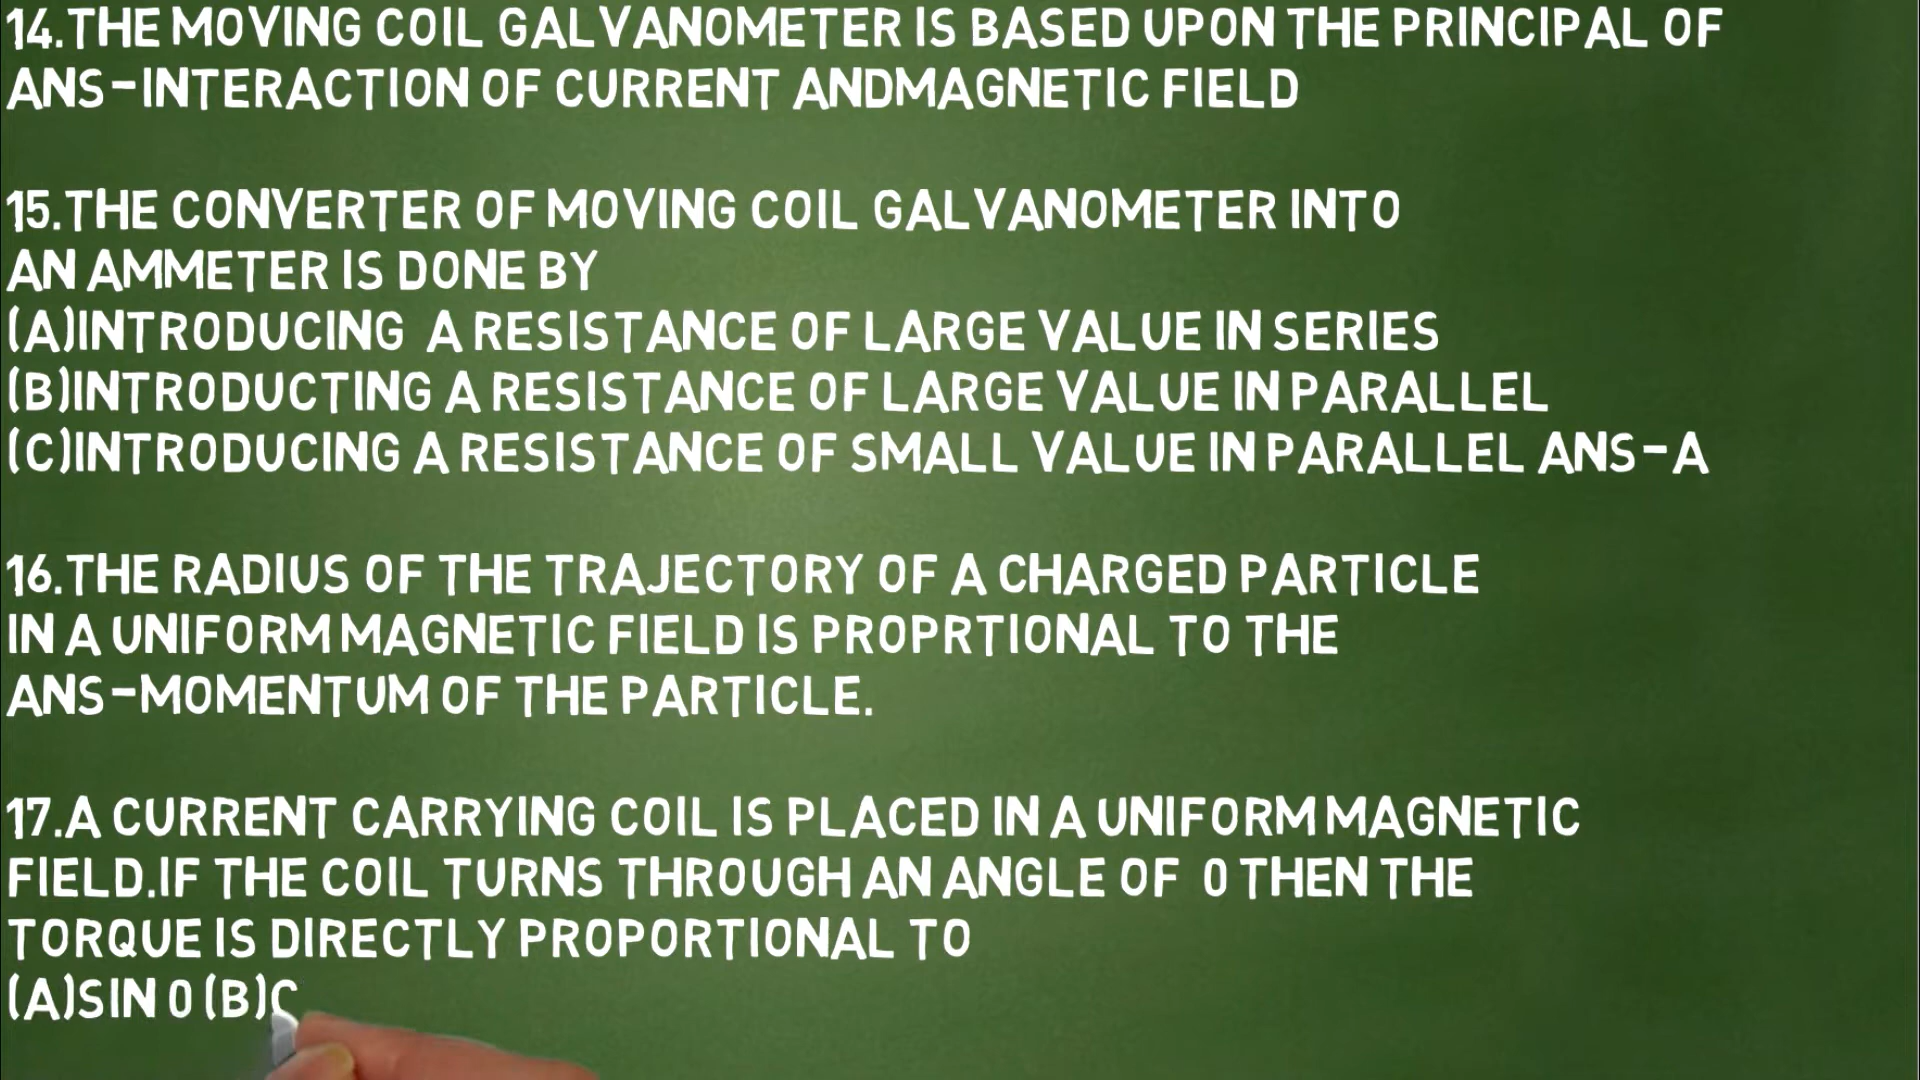 14.THE MOVING COIL GALVANOMETER IS BASED UPON THE PRINCIPAL OF
ANS-INTERACTION OF CURRENT ANDMAGNETIC FIELD
15.THE CONVERTER OF MOVING COIL GALVANOMETER INTO
AN AMMETER IS DONE BY
(A)INTRODUCING A RESISTANCE OF LARGE VALUE IN SERIES
(B)INTRODUCTING A RESISTANCE OF LARGE VALUE IN PARALLEL
(C)INTRODUCING A RESISTANCE OF SMALL VALUE IN PARALLEL ANS-A
16.THE RADIUS OF THE TRAJECTORY OF A CHARGED PARTICLE
IN A UNIFORM MAGNETIC FIELD IS PROPRTIONAL TO THE
ANS-MOMENTUM OF THE PARTICLE.
17.A CURRENT CARRYING COIL IS PLACED IN A UNIFORM MAGNETIC
FIELD.IF THE COIL TURNS THROUGH AN ANGLE OF 0 THEN THE
TORQUE IS DIRECTLY PROPORTIONAL TO
(A)SIN 0 (B)C